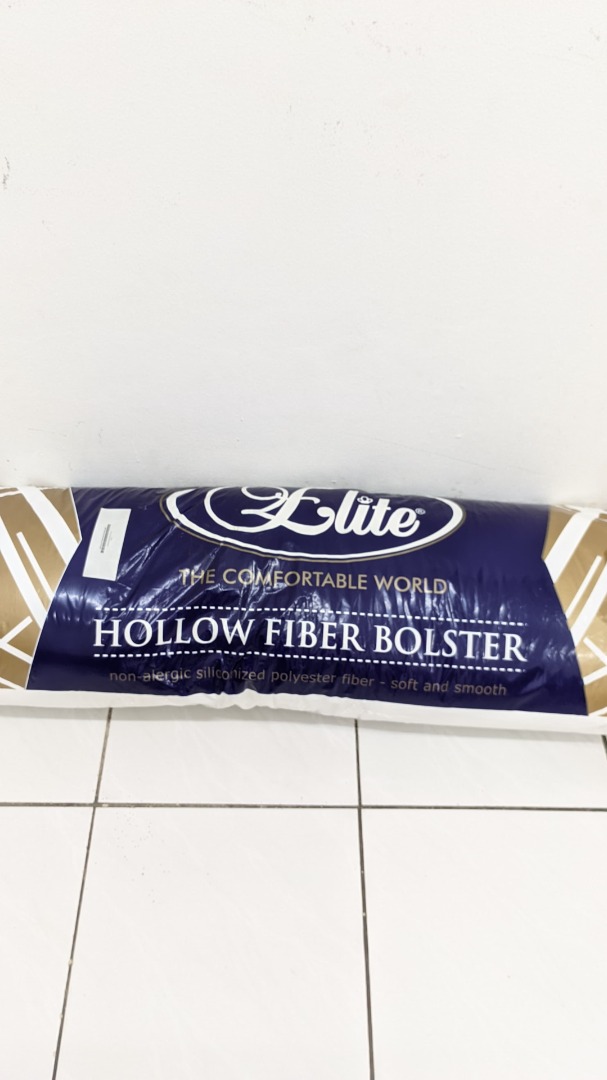 Elite®
THE COMFORTABLE WORLD
HOLLOW FIBER BOLSTER
non-alergic siliconized polyester fiber - soft and smooth